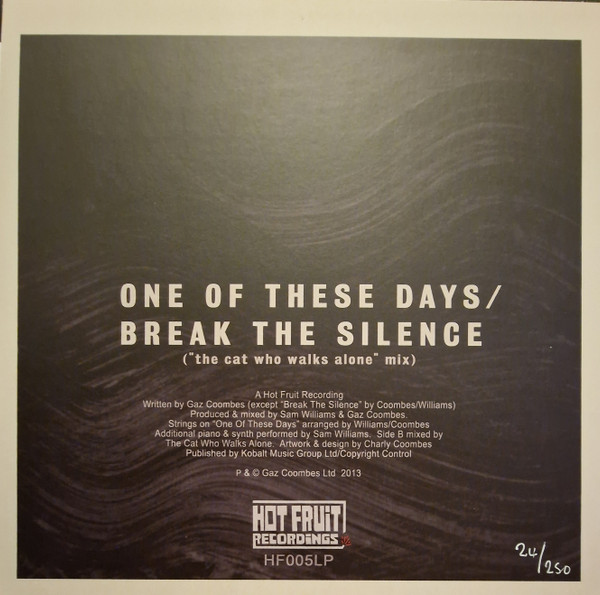 ONE OF THESE DAYS/
BREAK THE SILENCE
("the cat who walks alone" mix)
A Hot Fruit Recording
Written by Gaz Coombes (except "Break The Silence" by Coombes/Williams)
Produced & mixed by Sam Williams & Gaz Coombes.
Strings on "One Of These Days" arranged by Williams/Coombes
Additional piano & synth performed by Sam Williams. Side B mixed by
The Cat Who Walks Alone. Artwork & design by Charly Coombes
Published by Kobalt Music Group Ltd/Copyright Control
P & © Gaz Coombes Ltd 2013
HOT FRUIT
RECORDINGS
HF005LP
24/250